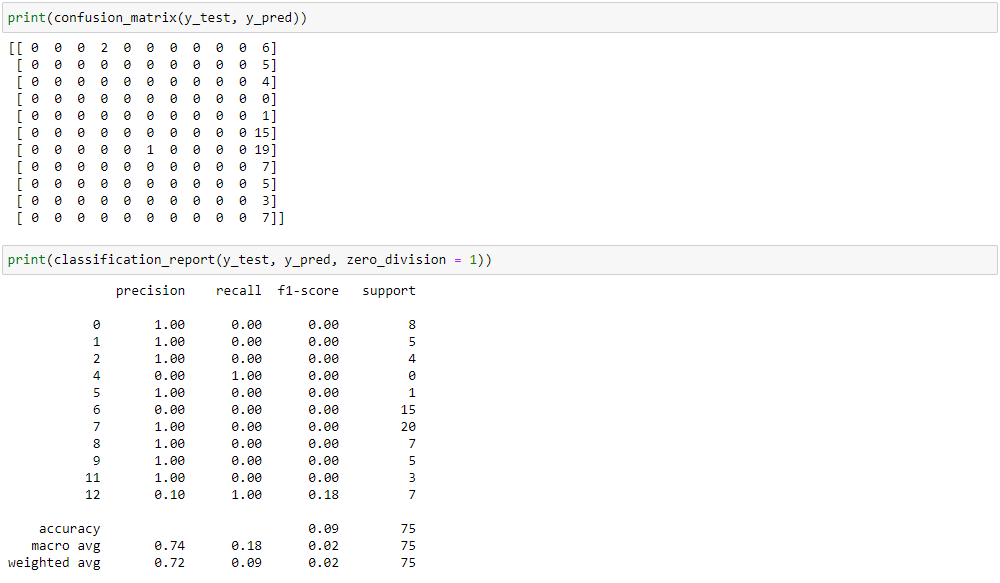 print(confusion_matrix(y_test, y_pred))
[[ 0 0 0 2 0 0 0 0 0 0 6]
[ 0 0 0 0 0 0 0 0 0 0 5]
[ 0 0 0 0 0 0 0 0 0 0 4]
[ 0 0 0 0 0 0 0 0 0 0 0]
[ 0 0 0 0 0 0 0 0 0 0 1]
[ 0 0 0 0 0 0 0 0 0 0 15]
[ 0 0 0 0 0 1 0 0 0 0 19]
[ 0 0 0 0 0 0 0 0 0 0 7]
[ 0 0 0 0 0 0 0 0 0 0 5]
[ 0 0 0 0 0 0 0 0 0 0 3]
[ 0 0 0 0 0 0 0 0 0 0 7]]
print(classification_report(y_test, y_pred, zero_division = 1))
precision recall f1-score support
0 1.00 0.00 0.00 8
1 1.00 0.00 0.00 5
2 1.00 0.00 0.00 4
4 0.00 1.00 0.00 0
5 1.00 0.00 0.00 1
6 0.00 0.00 0.00 15
7 1.00 0.00 0.00 20
8 1.00 0.00 0.00 7
9 1.00 0.00 0.00 5
11 1.00 0.00 0.00 3
12 0.10 1.00 0.18 7
accuracy 0.09 75
macro avg 0.74 0.18 0.02 75
weighted avg 0.72 0.09 0.02 75